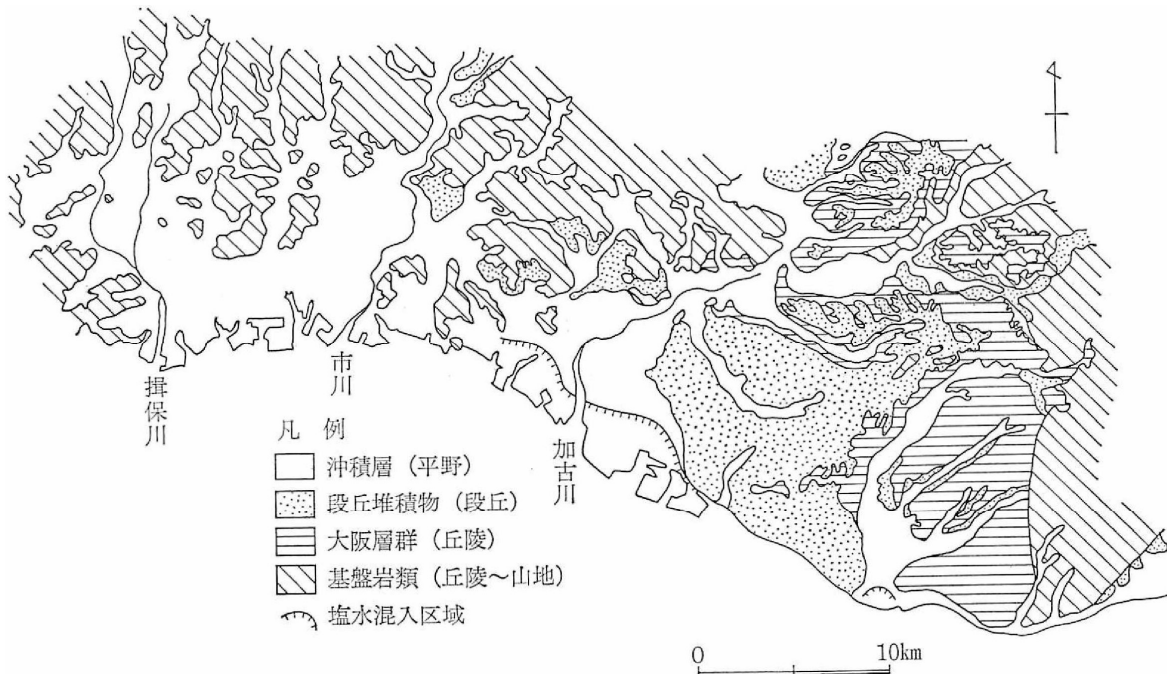 揖保川
市川
加古川
凡 例
沖積層(平野)
段丘堆積物(段丘)
大阪層群(丘陵)
基盤岩類(丘陵~山地)
塩水混入区域
0 10km